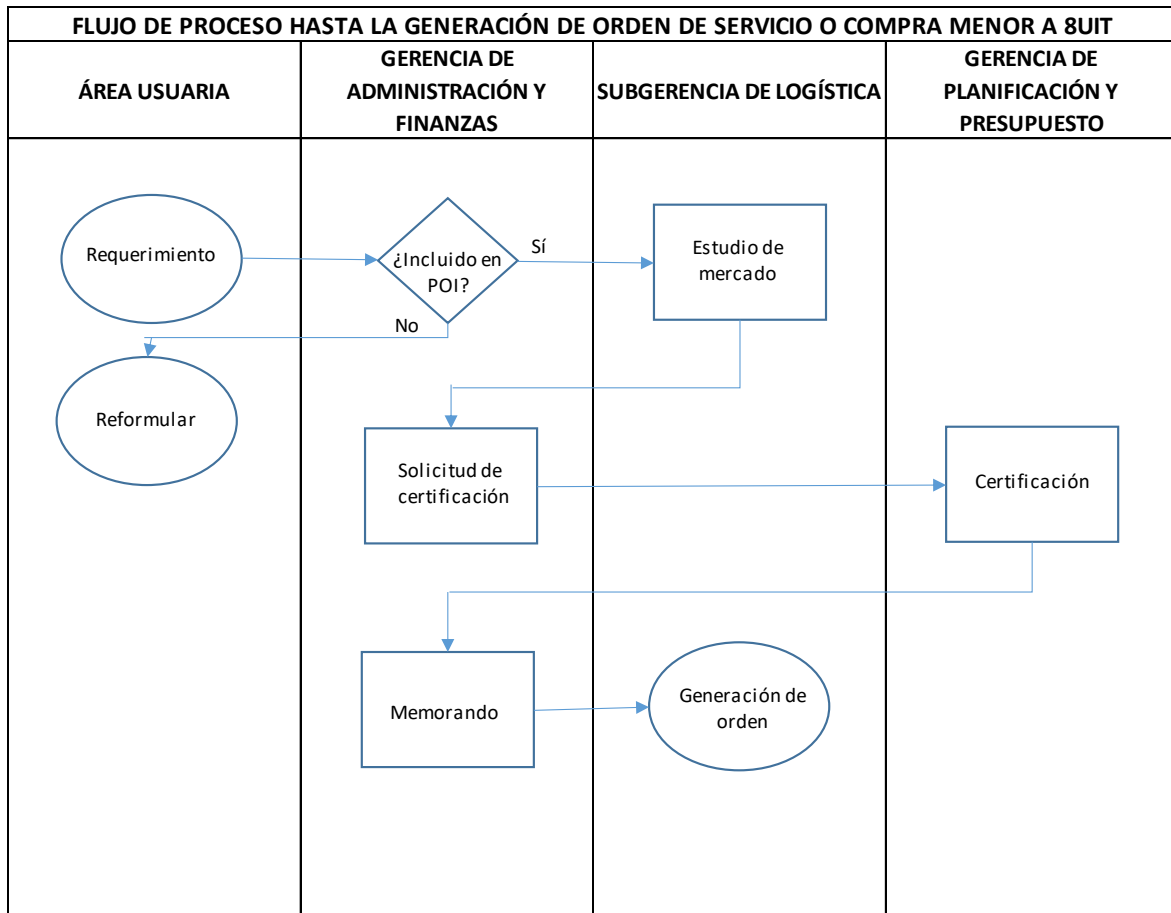 FLUJO DE PROCESO HASTA LA GENERACIÓN DE ORDEN DE SERVICIO O COMPRA MENOR A 8UIT
ÁREA USUARIA
GERENCIA DE
ADMINISTRACIÓN Y
FINANZAS
SUBGERENCIA DE LOGÍSTICA
GERENCIA DE
PLANIFICACIÓN Y
PRESUPUESTO
Requerimiento
¿Incluido en
POI?
Sí
Estudio de
mercado
No
Reformular
Solicitud de
certificación
Certificación
Memorando
Generación de
orden